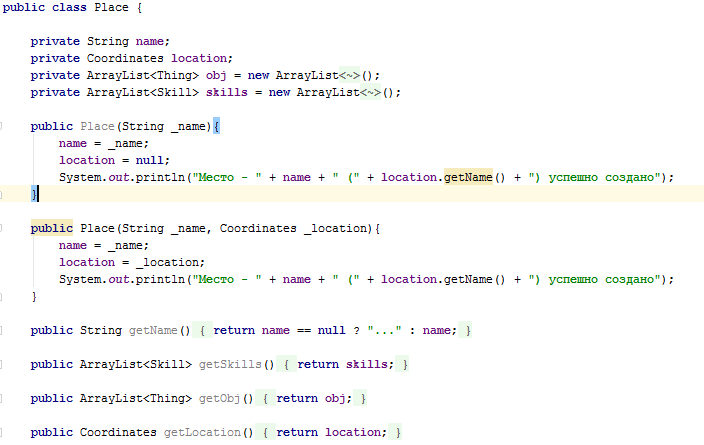 public class Place {
private String name;
private Coordinates location;
private ArrayList<Thing> obj = new ArrayList<~>();
private ArrayList<Skill> skills = new ArrayList<~>();
public Place(String _name){
name = _name;
location = null;
System.out.println("Место - " + name + " (" + location.getName() + ") успешно создано");
}
public Place(String _name, Coordinates _location){
name = _name;
location = _location;
System.out.println("Место - " + name + " (" + location.getName() + ") успешно создано");
}
public String getName() { return name == null ? "..." : name; }
public ArrayList<Skill> getSkills() { return skills; }
public ArrayList<Thing> getObj() { return obj; }
public Coordinates getLocation() { return location; }